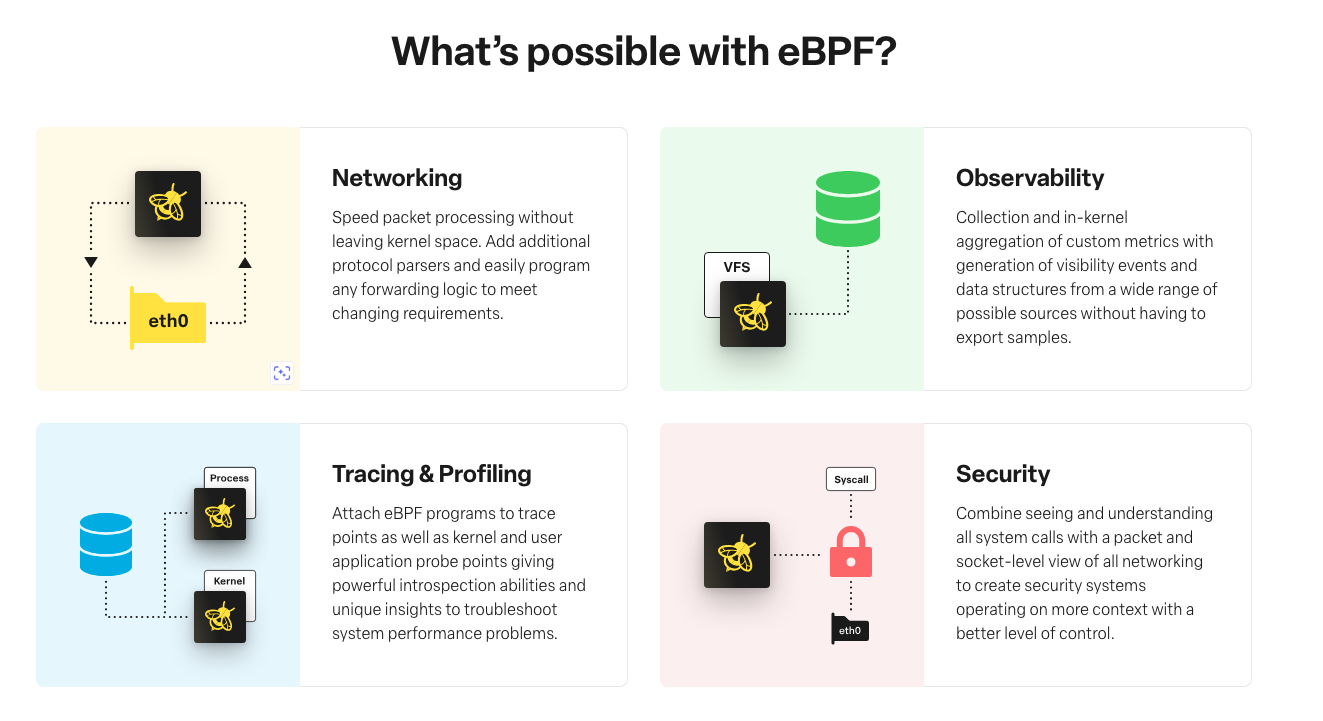 What’s possible with eBPF?
eth0
Networking
Speed packet processing without
leaving kernel space. Add additional
protocol parsers and easily program
any forwarding logic to meet
changing requirements.
VFS
Observability
Collection and in-kernel
aggregation of custom metrics with
generation of visibility events and
data structures from a wide range of
possible sources without having to
export samples.
Process
Kernel
Tracing & Profiling
Attach eBPF programs to trace
points as well as kernel and user
application probe points giving
powerful introspection abilities and
unique insights to troubleshoot
system performance problems.
Syscall
eth0
Security
Combine seeing and understanding
all system calls with a packet and
socket-level view of all networking
to create security systems
operating on more context with a
better level of control.